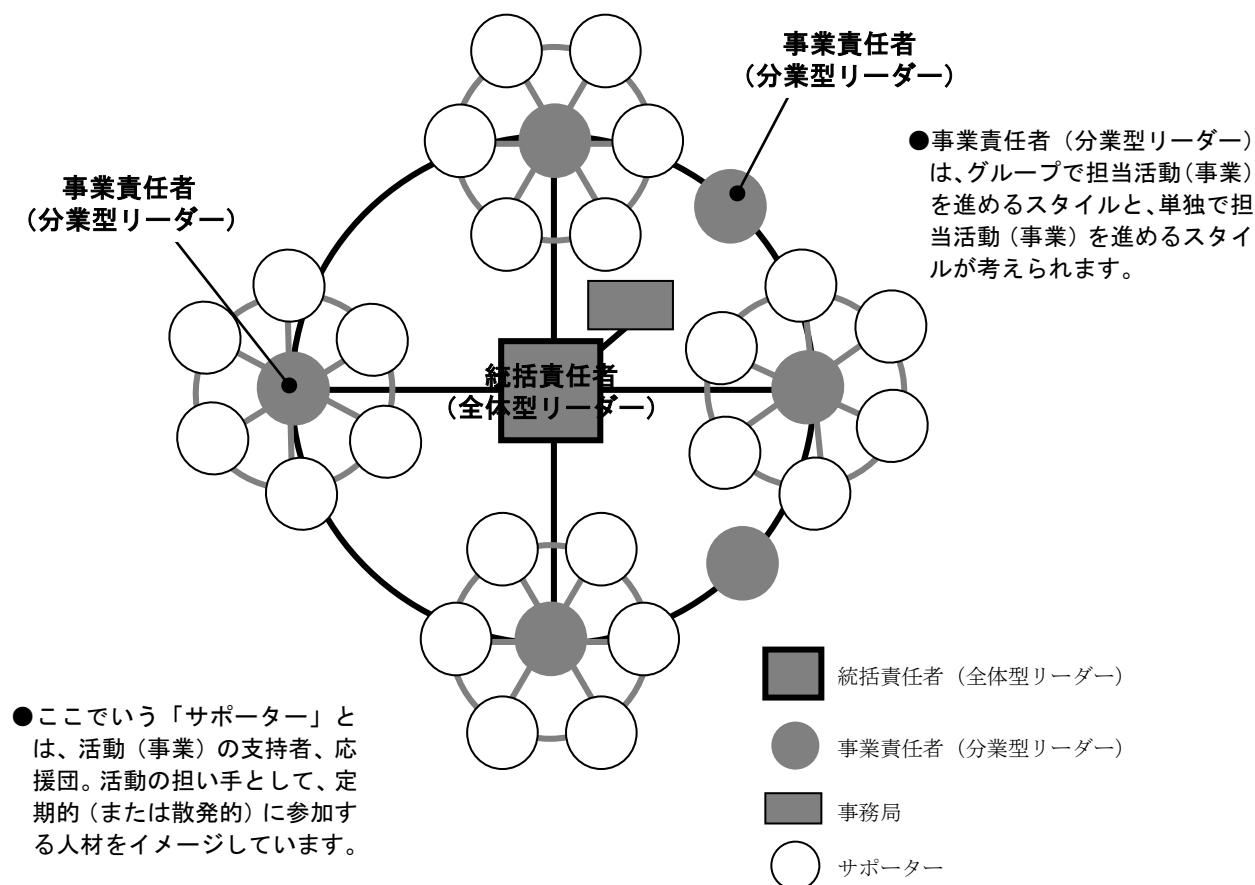 事業責任者
（分業型リーダー）
●事業責任者（分業型リーダー）
は、グループで担当活動（事業）
を進めるスタイルと、単独で担
当活動（事業）を進めるスタイ
ルが考えられます。
事業責任者
（分業型リーダー）
統括責任者
（全体型リーダー）
●ここでいう「サポーター」と
は、活動（事業）の支持者、応
援団。活動の担い手として、定
期的（または散発的）に参加す
る人材をイメージしています。
統括責任者（全体型リーダー）
事業責任者（分業型リーダー）
事務局
サポーター